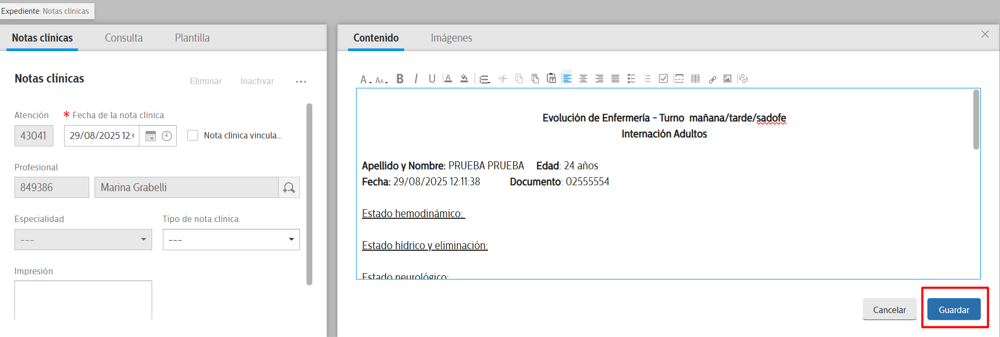 Expediente: Notas clínicas
Notas clínicas
Consulta
Plantilla
Notas clínicas
Eliminar
Inactivar
Atención
* Fecha de la nota clínica
43041
29/08/2025 12:
Nota clínica vincula...
Profesional
849386
Marina Grabelli
Especialidad
Tipo de nota clínica
---
---
Impresión
Contenido
Imágenes
Evolución de Enfermería - Turno mañana/tarde/sadofe
Internación Adultos
Apellido y Nombre: PRUEBA PRUEBA Edad: 24 años
Fecha: 29/08/2025 12:11:38 Documento: 02555554
Estado hemodinámico:
Estado hídrico y eliminación:
Estado neurológico:
Cancelar
Guardar